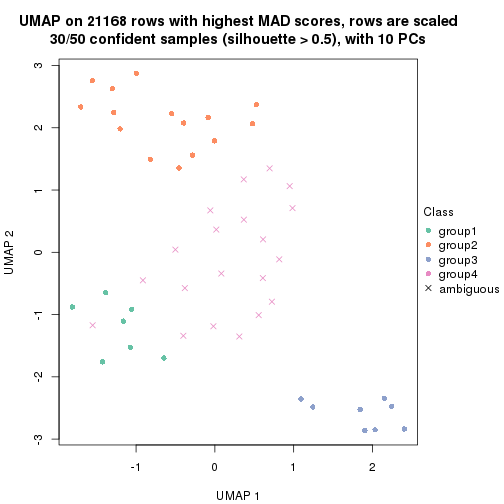 UMAP on 21168 rows with highest MAD scores, rows are scaled
30/50 confident samples (silhouette > 0.5), with 10 PCs
3
2
1
0
-1
-2
-3
UMAP 2
-1
0
1
2
UMAP 1
Class
group1
group2
group3
group4
ambiguous